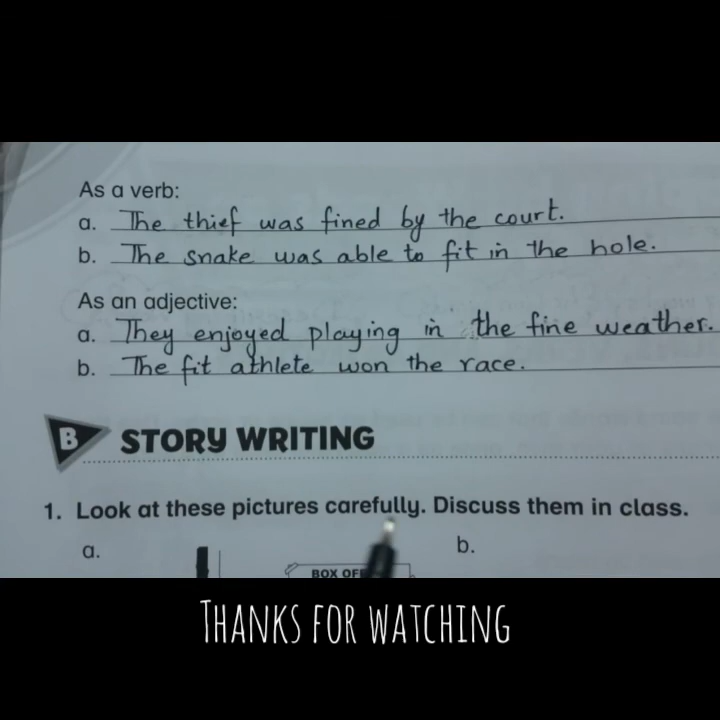 As a verb:
a. The thief was fined by the court.
b. The snake was able to fit in the hole.
As an adjective:
a. They enjoyed playing in the fine weather.
b. The fit athlete won the race.
B STORY WRITING
1. Look at these pictures carefully. Discuss them in class.
a. b.
BOX OF
THANKS FOR WATCHING